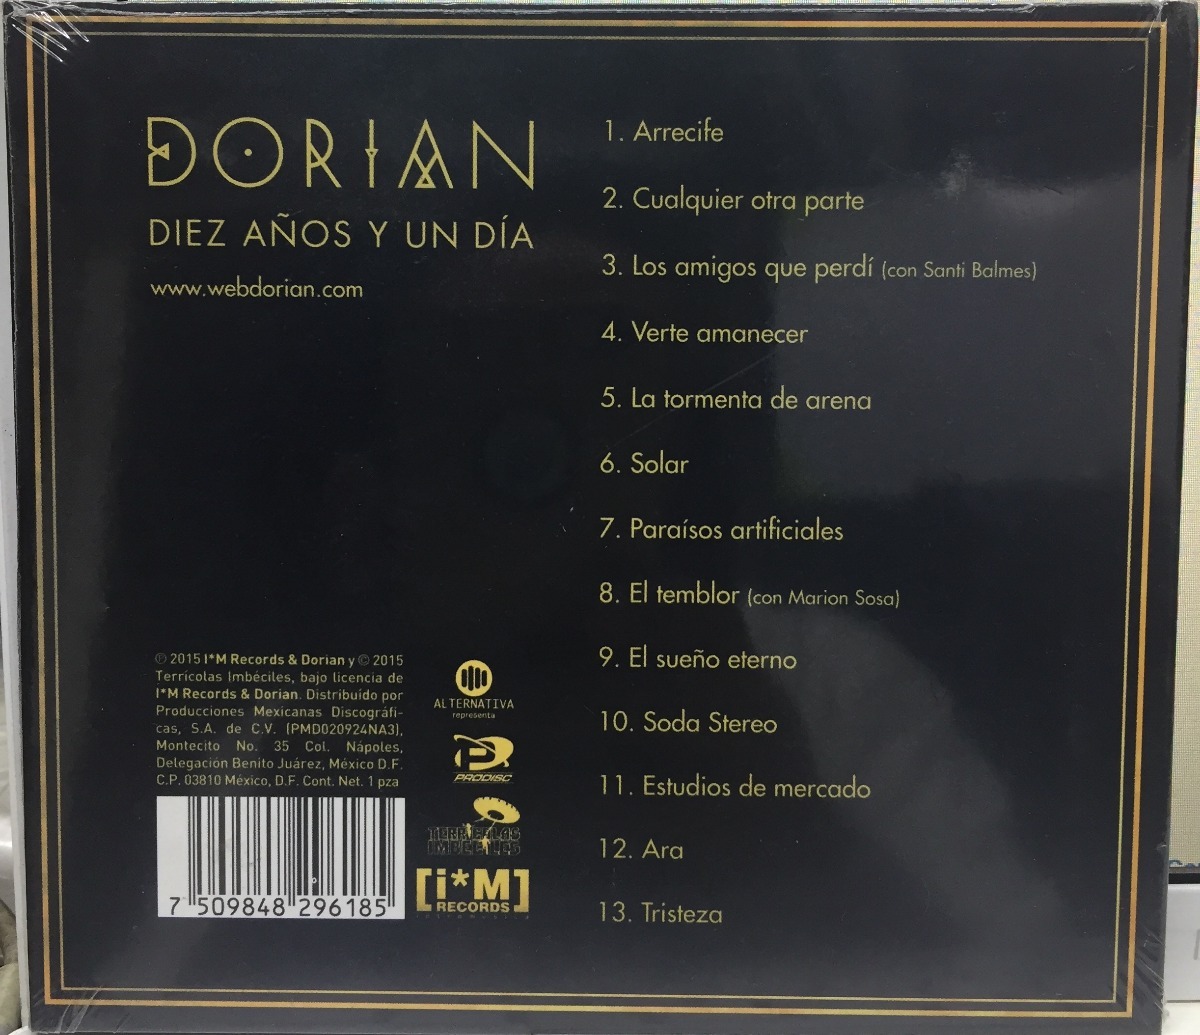 DORIAN
DIEZ AÑOS Y UN DÍA
www.webdorian.com
1. Arrecife
2. Cualquier otra parte
3. Los amigos que perdí (con Santi Balmes)
4. Verte amanecer
5. La tormenta de arena
6. Solar
7. Paraísos artificiales
8. El temblor (con Marion Sosa)
9. El sueño eterno
10. Soda Stereo
11. Estudios de mercado
12. Ara
13. Tristeza
℗ 2015 I*M Records & Dorian y © 2015
Terrícolas Imbéciles, bajo licencia de
I*M Records & Dorian. Distribuído por
Producciones Mexicanas Discográfi-
cas, S.A. de C.V. (PMD020924NA3),
Montecito No. 35 Col. Nápoles,
Delegación Benito Juárez, México D.F.
C.P. 03810 México, D.F. Cont. Net. 1 pza
7 509848 296185
ALTERNATIVA
representa
PRODISC
TERRICOLAS
IMBECILES
[i*M]
RECORDS